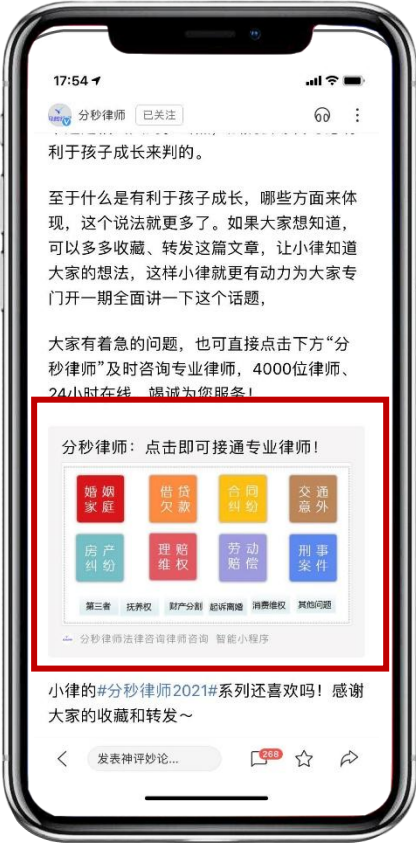 17:54
分秒律师 已关注
利于孩子成长来判的。
至于什么是有利于孩子成长，哪些方面来体
现，这个说法就更多了。如果大家想知道，
可以多多收藏、转发这篇文章，让小律知道
大家的想法，这样小律就更有动力为大家专
门开一期全面讲一下这个话题，
大家有着急的问题，也可直接点击下方“分
秒律师”及时咨询专业律师，4000位律师、
24小时在线，竭诚为您服务！
分秒律师：点击即可接通专业律师！
婚姻 借贷 合同 交通
家庭 欠款 纠纷 意外
房产 理赔 劳动 刑事
纠纷 维权 赔偿 案件
第三者 抚养权 财产分割 起诉离婚 消费维权 其他问题
分秒律师法律咨询律师咨询 智能小程序
小律的#分秒律师2021#系列还喜欢吗！感谢
大家的收藏和转发～
发表神评妙论... 268